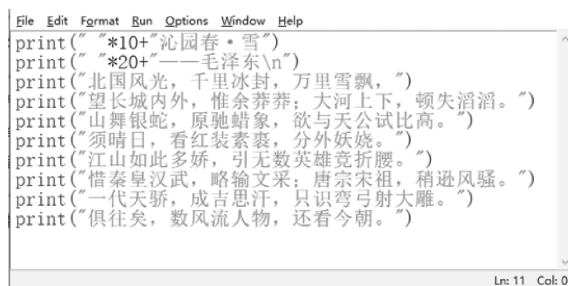 File Edit Format Run Options Window Help
print(" "*10+"沁园春·雪")
print(" "*20+"——毛泽东\n")
print("北国风光，千里冰封，万里雪飘，")
print("望长城内外，惟余莽莽；大河上下，顿失滔滔。")
print("山舞银蛇，原驰蜡象，欲与天公试比高。")
print("须晴日，看红装素裹，分外妖娆。")
print("江山如此多娇，引无数英雄竞折腰。")
print("惜秦皇汉武，略输文采；唐宗宋祖，稍逊风骚。")
print("一代天骄，成吉思汗，只识弯弓射大雕。")
print("俱往矣，数风流人物，还看今朝。")
Ln: 11 Col: 0